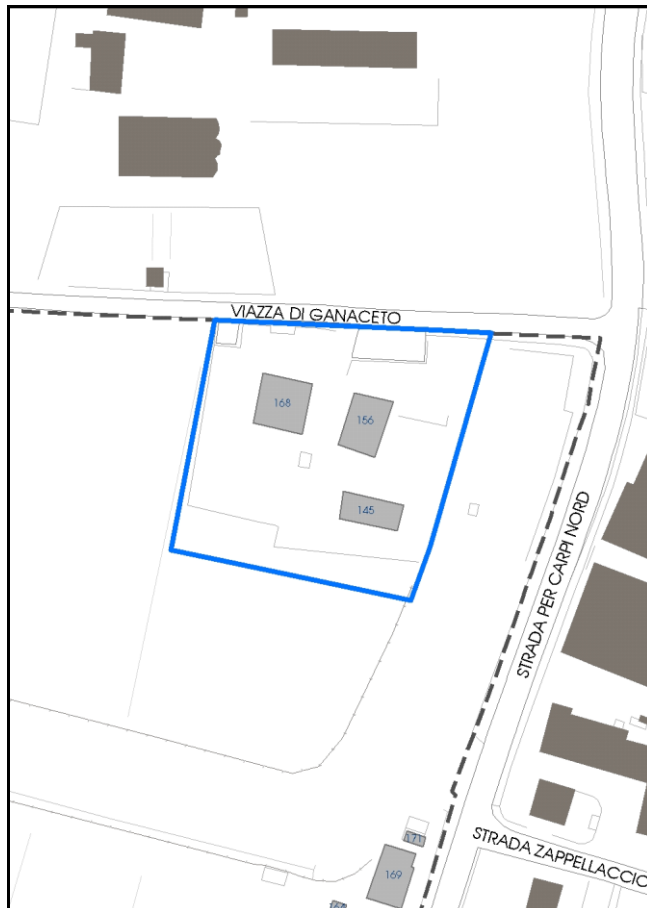 VIAZZA DI GANACETO
168
156
145
STRADA PER CARPI NORD
171
STRADA ZAPPELLACCIO
169